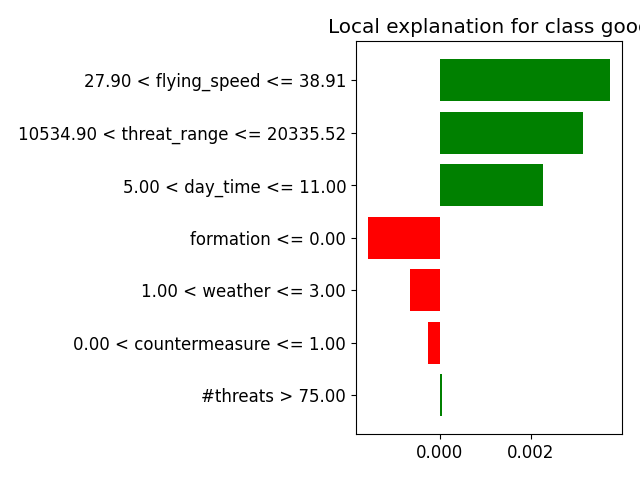 Local explanation for class good
27.90 < flying_speed <= 38.91
10534.90 < threat_range <= 20335.52
5.00 < day_time <= 11.00
formation <= 0.00
1.00 < weather <= 3.00
0.00 < countermeasure <= 1.00
#threats > 75.00
0.000 0.002